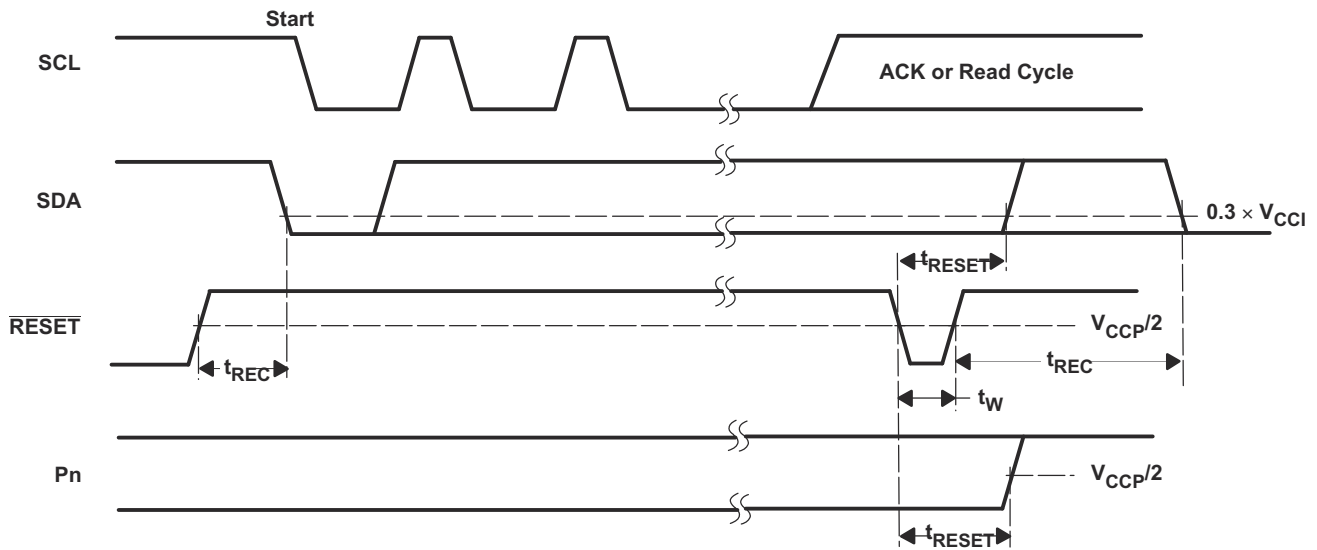 Start
SCL
ACK or Read Cycle
SDA
0.3 × VCCI
tRESET
RESET
VCCP/2
tREC
tREC
tW
Pn
VCCP/2
tRESET